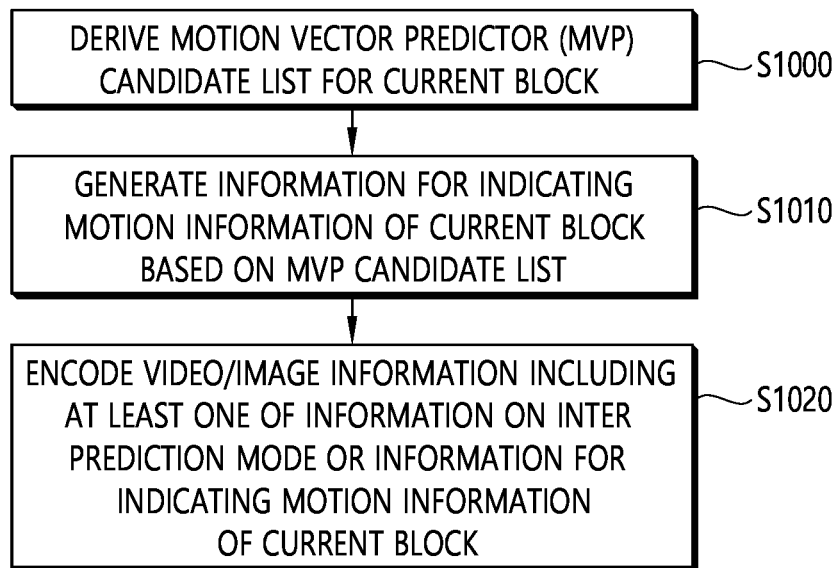 DERIVE MOTION VECTOR PREDICTOR (MVP)
CANDIDATE LIST FOR CURRENT BLOCK
S1000
GENERATE INFORMATION FOR INDICATING
MOTION INFORMATION OF CURRENT BLOCK
BASED ON MVP CANDIDATE LIST
S1010
ENCODE VIDEO/IMAGE INFORMATION INCLUDING
AT LEAST ONE OF INFORMATION ON INTER
PREDICTION MODE OR INFORMATION FOR
INDICATING MOTION INFORMATION
OF CURRENT BLOCK
S1020